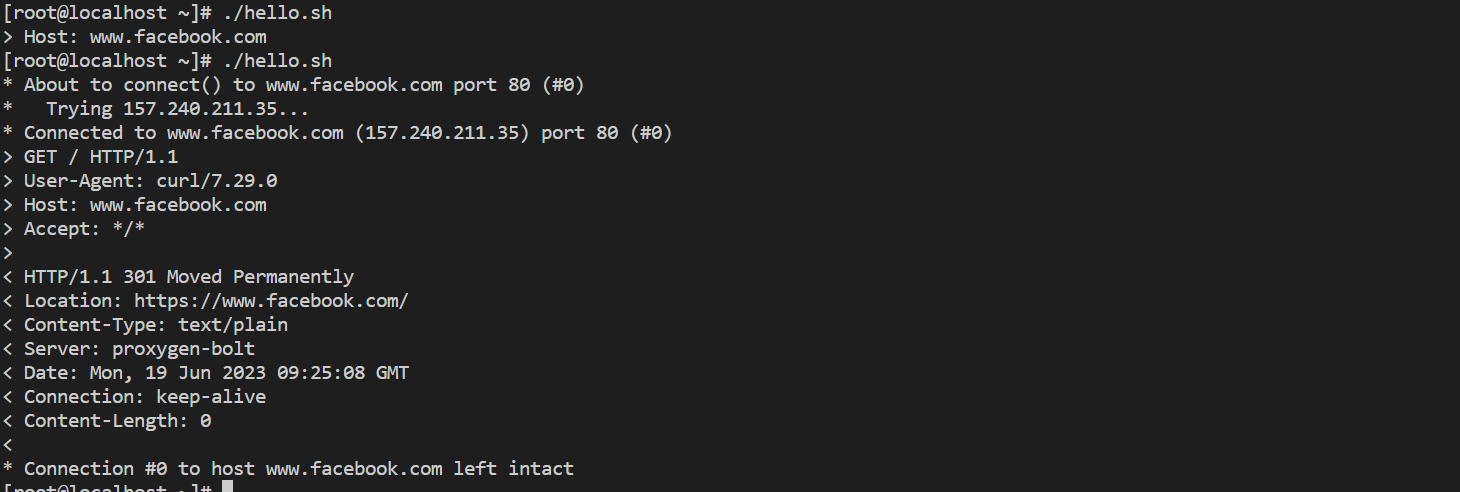 [root@localhost ~]# ./hello.sh
> Host: www.facebook.com
[root@localhost ~]# ./hello.sh
* About to connect() to www.facebook.com port 80 (#0)
*   Trying 157.240.211.35...
* Connected to www.facebook.com (157.240.211.35) port 80 (#0)
> GET / HTTP/1.1
> User-Agent: curl/7.29.0
> Host: www.facebook.com
> Accept: */*
>
< HTTP/1.1 301 Moved Permanently
< Location: https://www.facebook.com/
< Content-Type: text/plain
< Server: proxygen-bolt
< Date: Mon, 19 Jun 2023 09:25:08 GMT
< Connection: keep-alive
< Content-Length: 0
<
* Connection #0 to host www.facebook.com left intact
[root@localhost ~]#